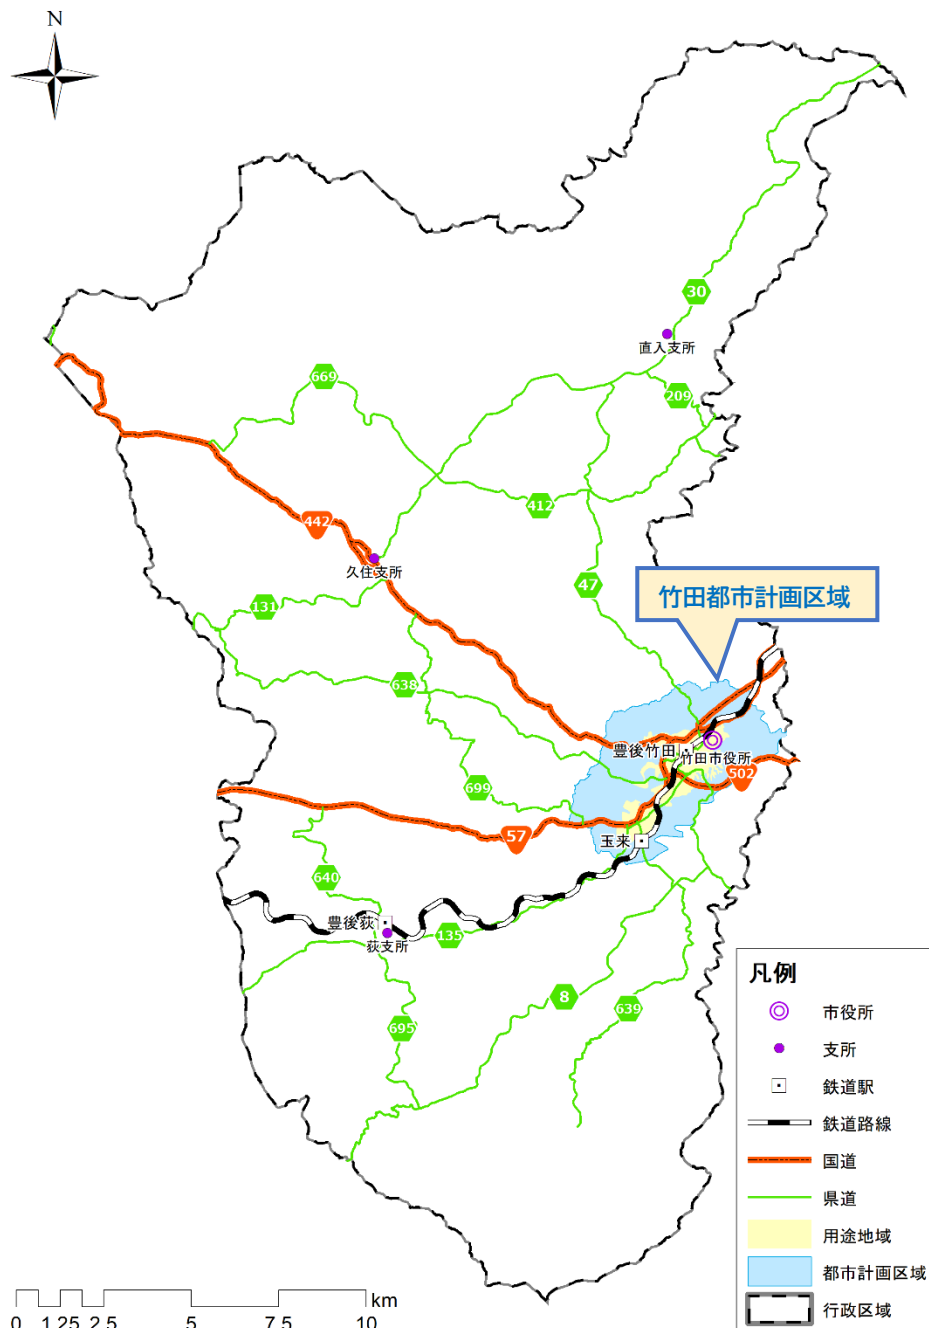 N
30
直入支所
669
209
412
442
久住支所
47
131
竹田都市計画区域
638
豊後竹田
竹田市役所
502
699
57
玉来
640
豊後荻
荻支所
135
8
639
695
凡例
市役所
支所
鉄道駅
鉄道路線
国道
県道
用途地域
都市計画区域
行政区域
km
0 1.25 2.5 5 7.5 10